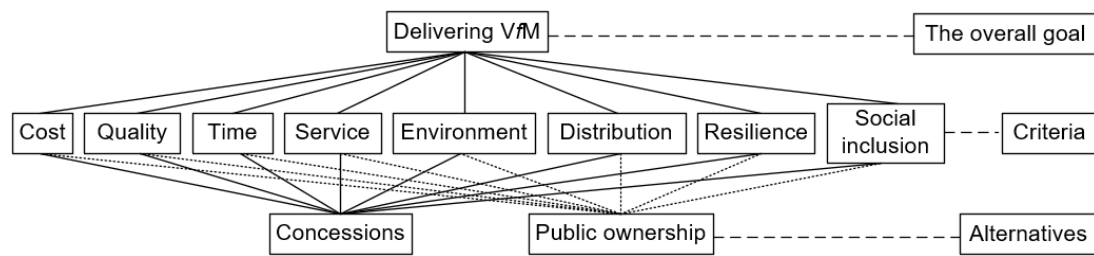 Delivering VfM
The overall goal
Cost
Quality
Time
Service
Environment
Distribution
Resilience
Social
inclusion
Criteria
Concessions
Public ownership
Alternatives